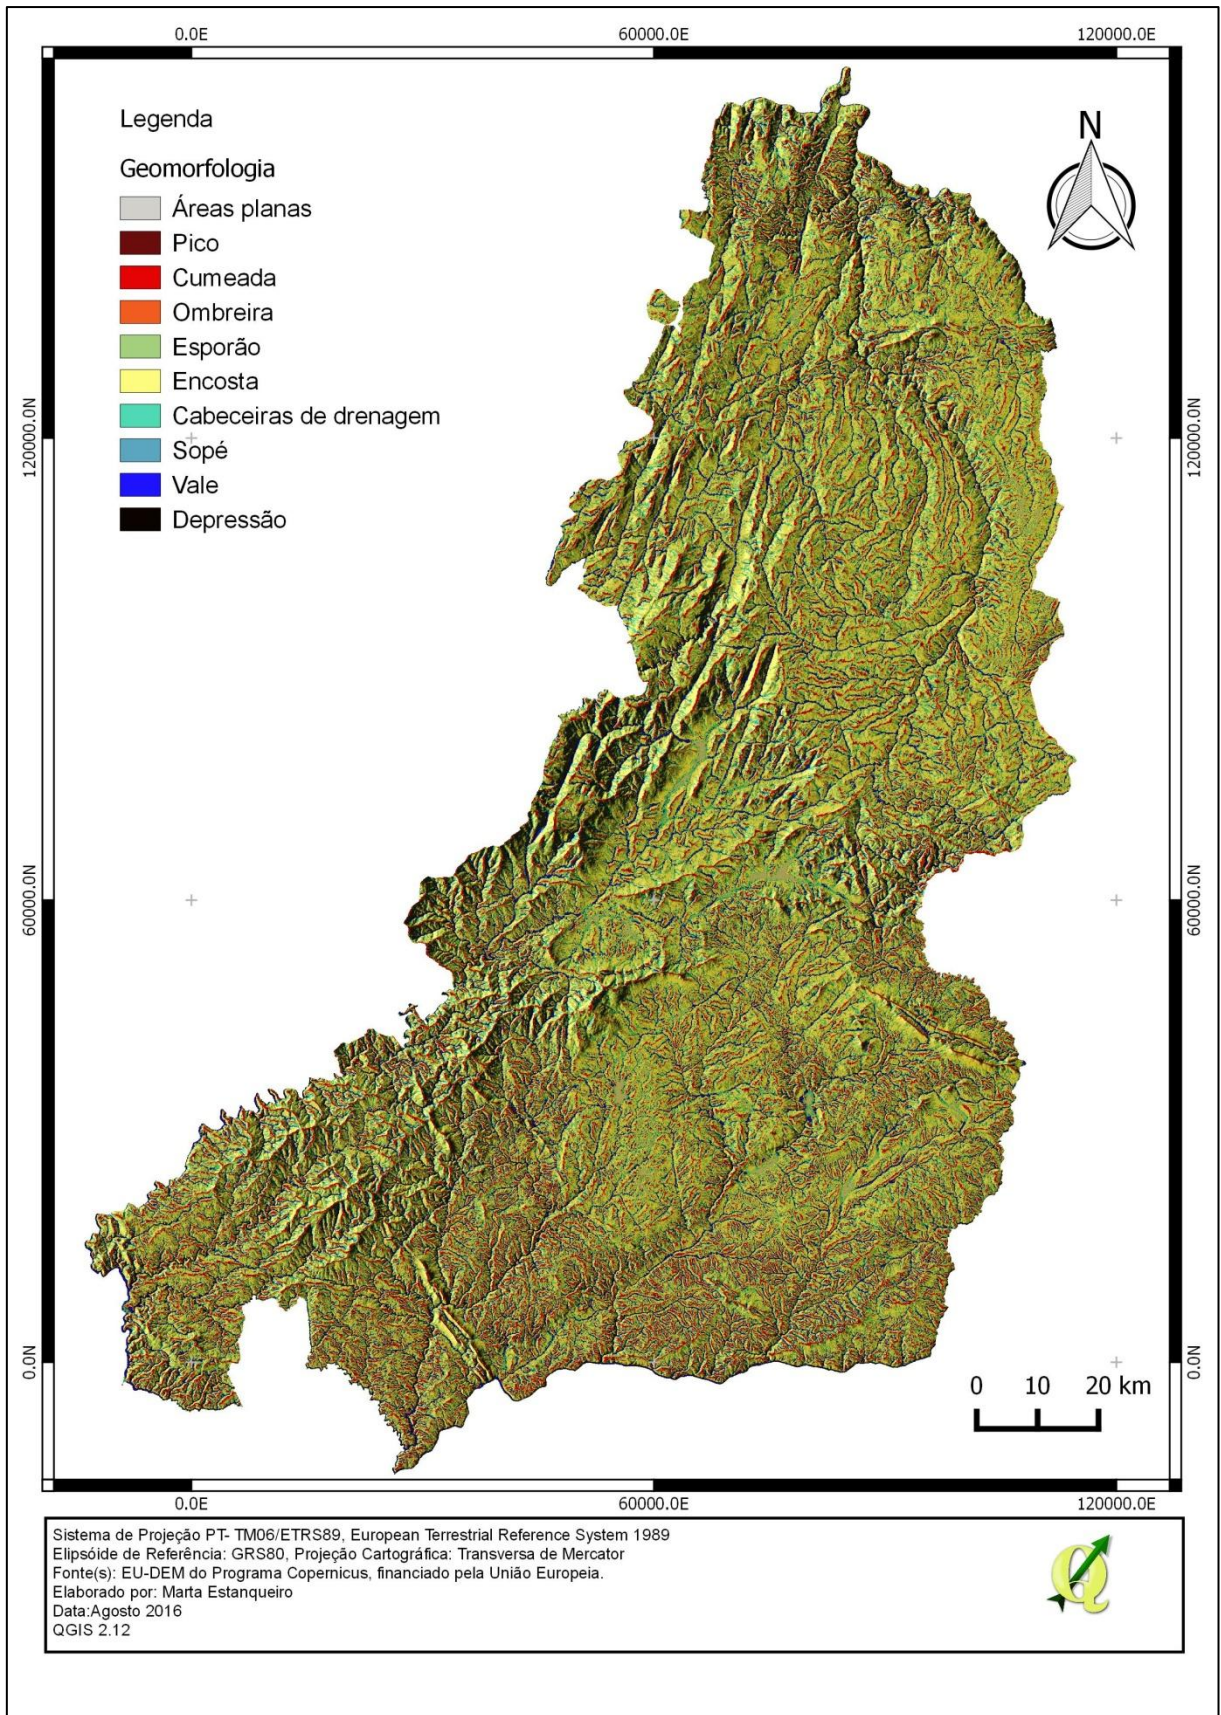 0.0E
60000.0E
120000.0E
Legenda
Geomorfologia
Áreas planas
Pico
Cumeada
Ombreira
Esporão
Encosta
Cabeceiras de drenagem
Sopé
Vale
Depressão
N
120000.0N
120000.0N
60000.0N
60000.0N
0.0N
0.0N
0 10 20 km
0.0E
60000.0E
120000.0E
Sistema de Projeção PT- TM06/ETRS89, European Terrestrial Reference System 1989
Elipsóide de Referência: GRS80, Projeção Cartográfica: Transversa de Mercator
Fonte(s): EU-DEM do Programa Copernicus, financiado pela União Europeia.
Elaborado por: Marta Estanqueiro
Data:Agosto 2016
QGIS 2.12